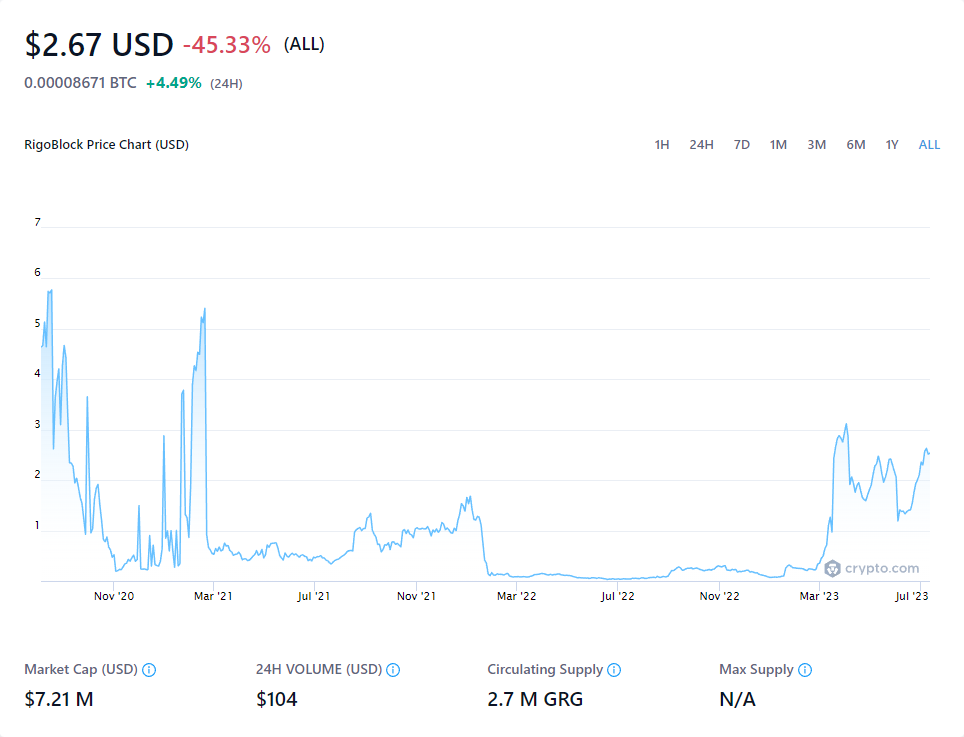 $2.67 USD -45.33% (ALL)
0.00008671 BTC +4.49% (24H)
RigoBlock Price Chart (USD) 1H 24H 7D 1M 3M 6M 1Y ALL
7
6
5
4
3
2
1
crypto.com
Nov '20 Mar '21 Jul '21 Nov '21 Mar '22 Jul '22 Nov '22 Mar '23 Jul '23
Market Cap (USD) 24H VOLUME (USD) Circulating Supply Max Supply
$7.21 M $104 2.7 M GRG N/A